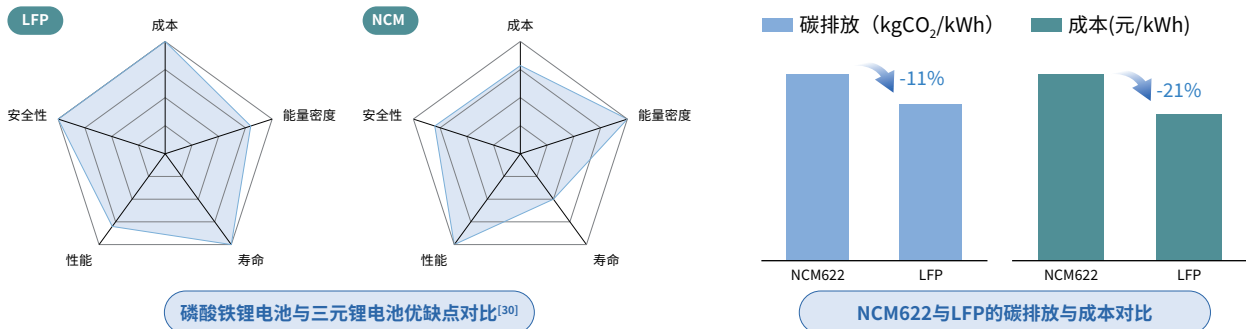 LFP
成本
安全性
能量密度
性能
寿命
NCM
成本
安全性
能量密度
性能
寿命
磷酸铁锂电池与三元锂电池优缺点对比[30]
碳排放（kgCO2/kWh）
-11%
NCM622
LFP
成本(元/kWh)
-21%
NCM622
LFP
NCM622与LFP的碳排放与成本对比